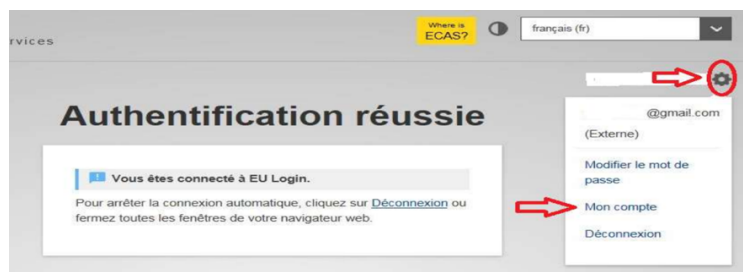 rvices
Where is
ECAS?
français (fr)
Authentification réussie
@gmail.com
(Externe)
Vous êtes connecté à EU Login.
Modifier le mot de
passe
Pour arrêter la connexion automatique, cliquez sur Déconnexion ou
fermez toutes les fenêtres de votre navigateur web.
Mon compte
Déconnexion